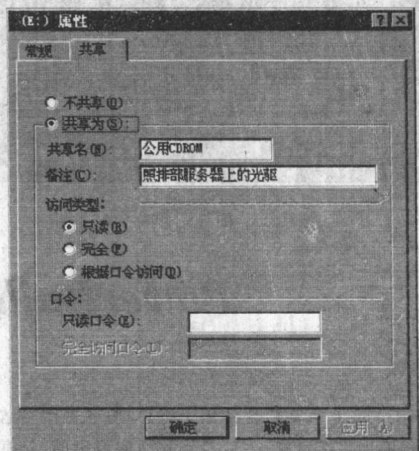 (E:) 属性
常规 共享
不共享(O)
共享为(S):
共享名(N): 公用CDROM
备注(C): 照排部服务器上的光驱
访问类型:
只读(R)
完全(F)
根据口令访问(D)
口令:
只读口令(E):
完全访问口令(L):
确定 取消 应用(A)